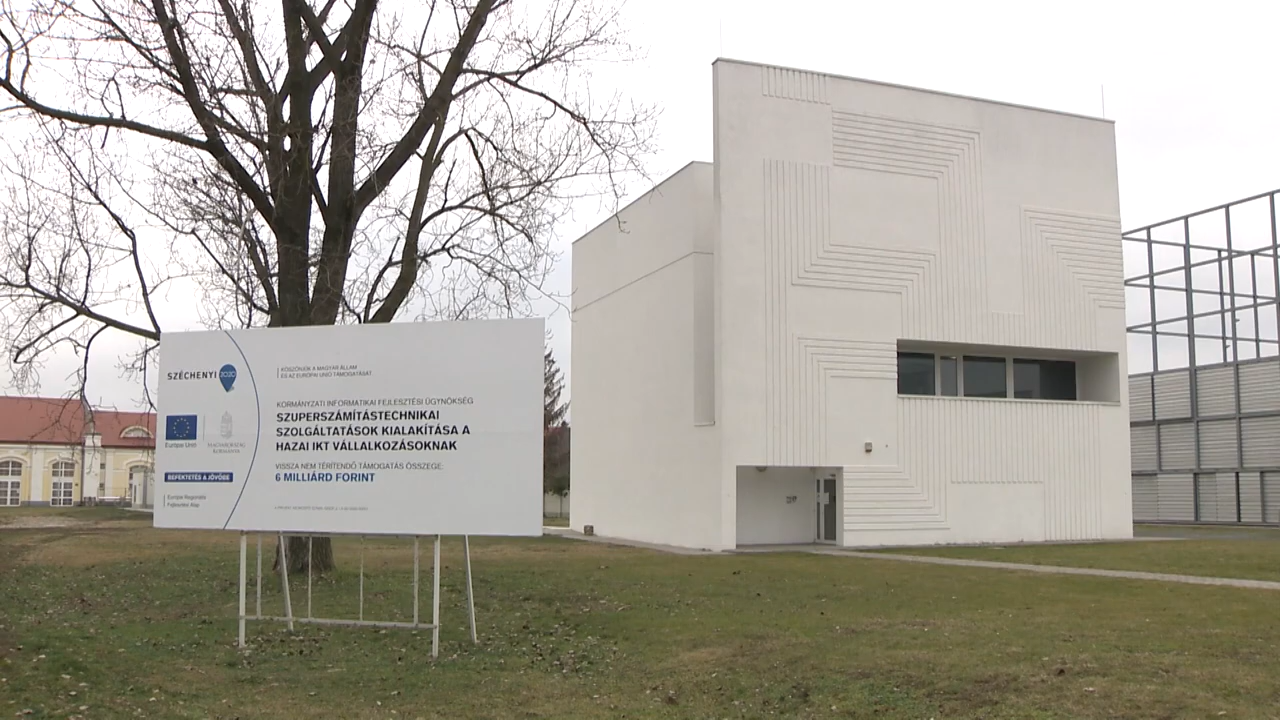 SZÉCHENYI 2020
KÖSZÖNJÜK A MAGYAR ÁLLAM
ÉS AZ EURÓPAI UNIÓ TÁMOGATÁSÁT
KORMÁNYZATI INFORMATIKAI FEJLESZTÉSI ÜGYNÖKSÉG
SZUPERSZÁMÍTÁSTECHNIKAI
SZOLGÁLTATÁSOK KIALAKÍTÁSA A
HAZAI IKT VÁLLALKOZÁSOKNAK
VISSZA NEM TÉRÍTENDŐ TÁMOGATÁS ÖSSZEGE:
6 MILLIÁRD FORINT
Európai Unió
MAGYARORSZÁG
KORMÁNYA
BEFEKTETÉS A JÖVŐBE
Európai Regionális
Fejlesztési Alap